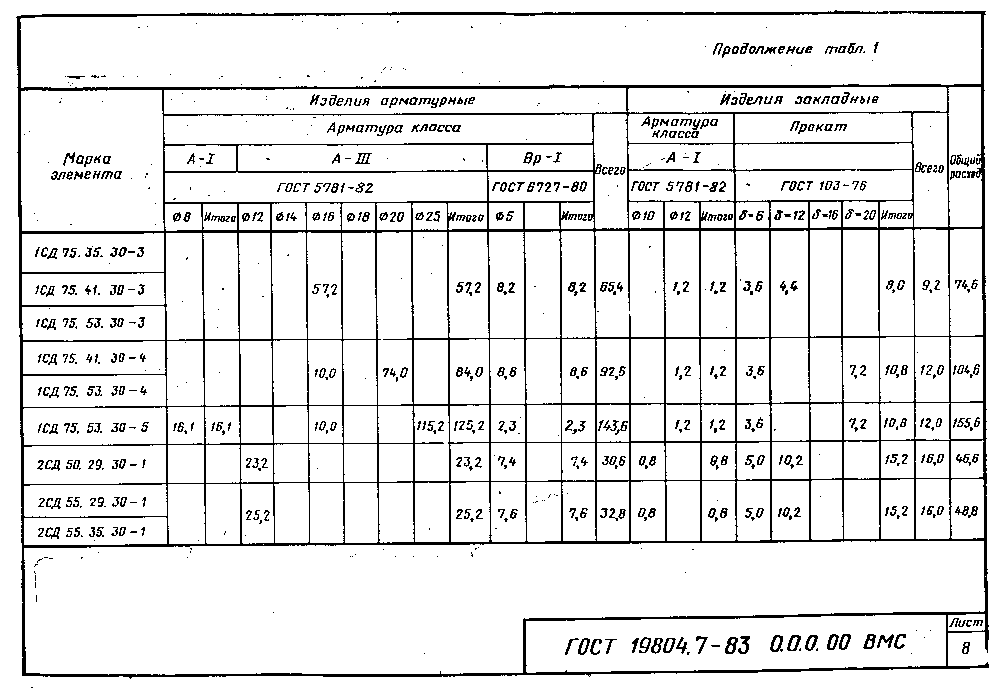 Продолжение табл. 1
Марка элемента
Изделия арматурные
Изделия закладные
Общий расход
Арматура класса
Всего
Арматура класса
Прокат
Всего
А-I
А-III
Вр-I
А-I
ГОСТ 5781-82
ГОСТ 6727-80
ГОСТ 5781-82
ГОСТ 103-76
Ф8 Итого Ф12 Ф14 Ф16 Ф18 Ф20 Ф25 Итого Ф5 Итого Ф10 Ф12 Итого δ=6 δ=12 δ=16 δ=20 Итого
1СД 75.35.30-3
1СД 75.41.30-3 57,2 57,2 8,2 8,2 65,4 1,2 1,2 3,6 4,4 8,0 9,2 74,6
1СД 75.53.30-3
1СД 75.41.30-4
10,0 74,0 84,0 8,6 8,6 92,6 1,2 1,2 3,6 7,2 10,8 12,0 104,6
1СД 75.53.30-4
1СД 75.53.30-5 16,1 16,1 10,0 115,2 125,2 2,3 2,3 143,6 1,2 1,2 3,6 7,2 10,8 12,0 155,6
2СД 50.29.30-1 23,2 23,2 7,4 7,4 30,6 0,8 0,8 5,0 10,2 15,2 16,0 46,6
2СД 55.29.30-1
25,2 25,2 7,6 7,6 32,8 0,8 0,8 5,0 10,2 15,2 16,0 48,8
2СД 55.35.30-1
ГОСТ 19804.7-83 0.0.0.00 ВМС
Лист
8